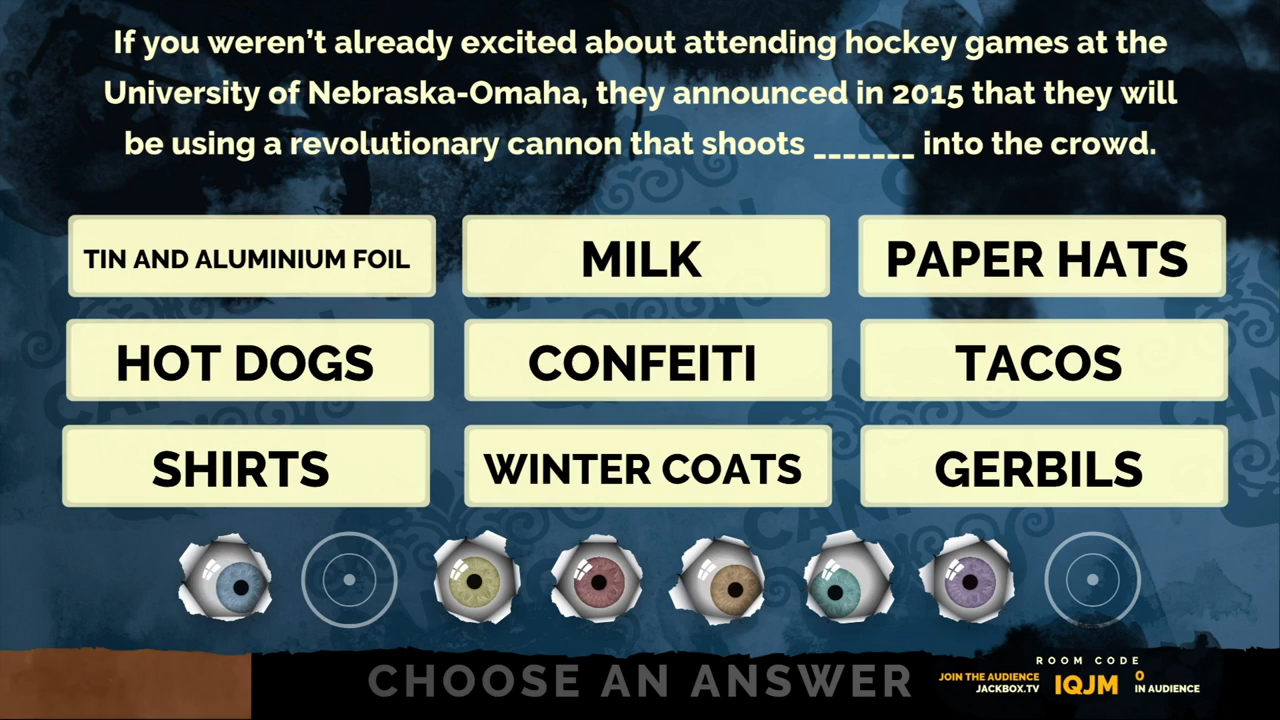 If you weren't already excited about attending hockey games at the
University of Nebraska-Omaha, they announced in 2015 that they will
be using a revolutionary cannon that shoots _______ into the crowd.
TIN AND ALUMINIUM FOIL
MILK
PAPER HATS
HOT DOGS
CONFEITI
TACOS
SHIRTS
WINTER COATS
GERBILS
CHOOSE AN ANSWER
ROOM CODE
JOIN THE AUDIENCE
JACKBOX.TV
IQJM
0
IN AUDIENCE